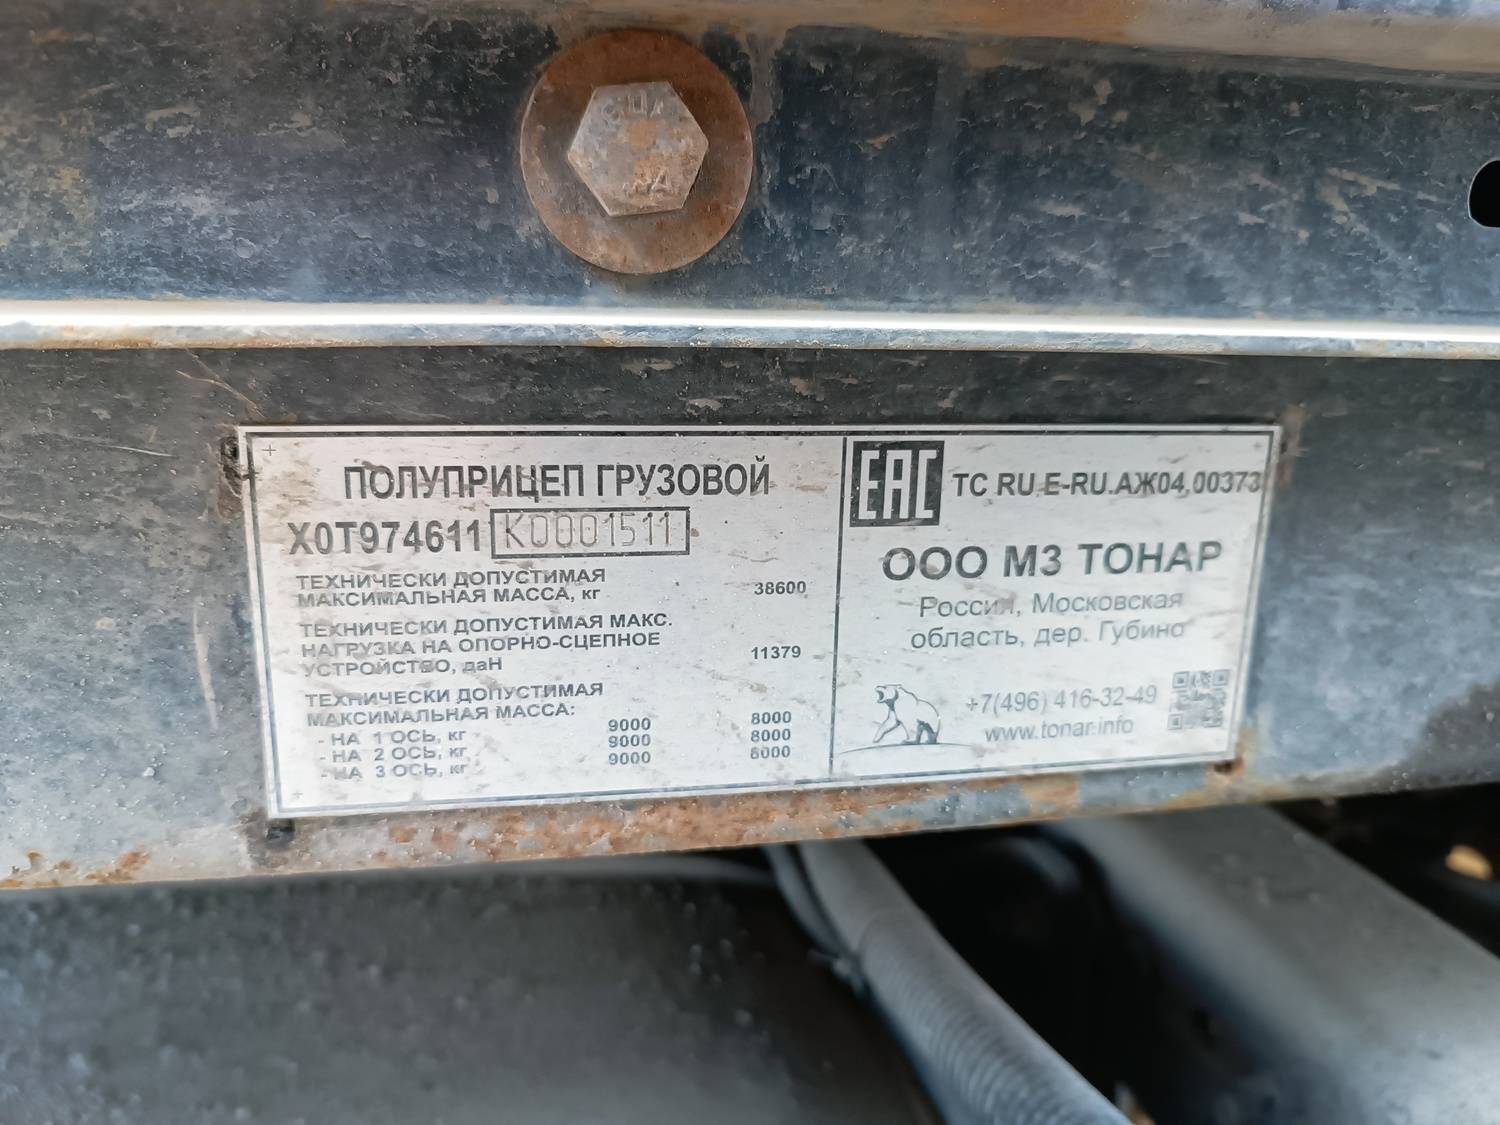 ПОЛУПРИЦЕП ГРУЗОВОЙ
X0T974611 K0001511
ТЕХНИЧЕСКИ ДОПУСТИМАЯ
МАКСИМАЛЬНАЯ МАССА, кг 38600
ТЕХНИЧЕСКИ ДОПУСТИМАЯ МАКС.
НАГРУЗКА НА ОПОРНО-СЦЕПНОЕ
УСТРОЙСТВО, даН 11379
ТЕХНИЧЕСКИ ДОПУСТИМАЯ
МАКСИМАЛЬНАЯ МАССА:
- НА 1 ОСЬ, кг 9000 8000
- НА 2 ОСЬ, кг 9000 8000
- НА 3 ОСЬ, кг 9000 8000
EAC TC RU E-RU.АЖ04.00373
ООО МЗ ТОНАР
Россия, Московская
область, дер. Губино
+7(496) 416-32-49
www.tonar.info